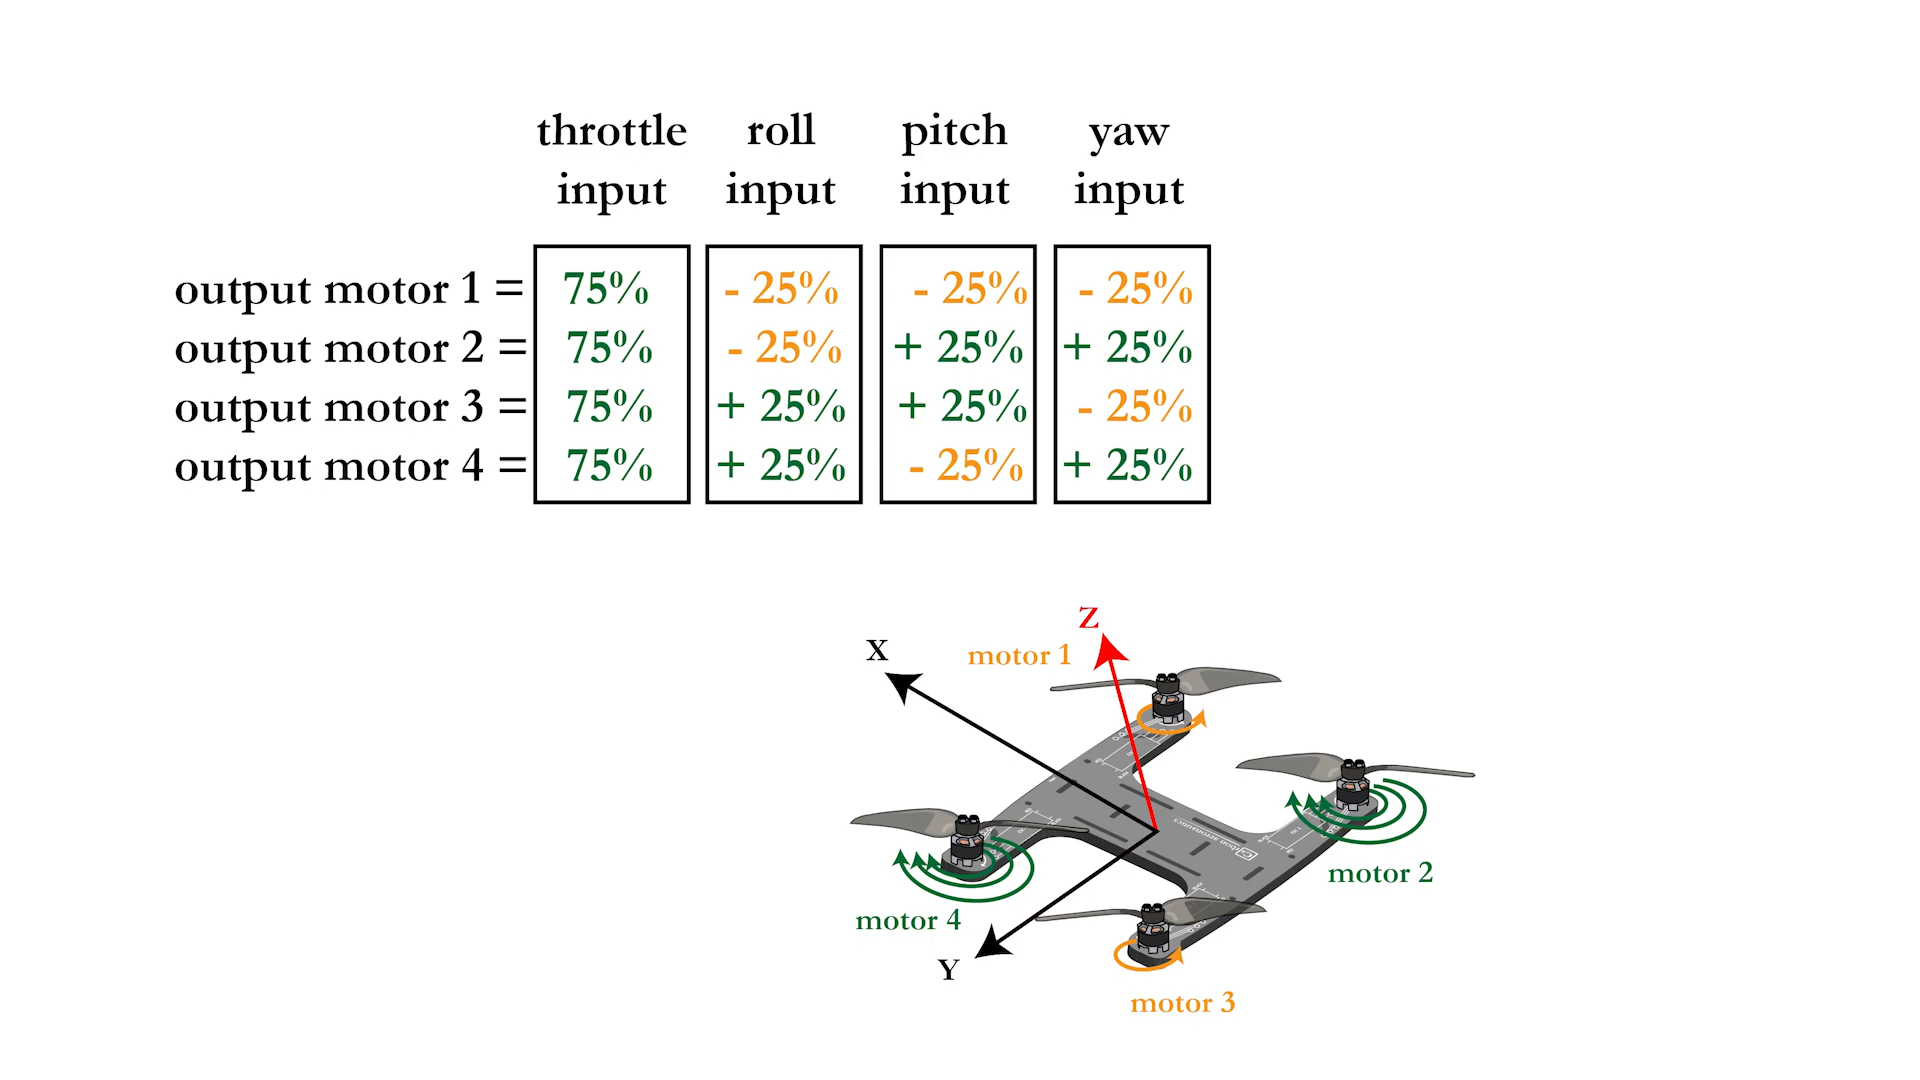 throttle roll pitch yaw
input input input input
output motor 1 = 75% - 25% - 25% - 25%
output motor 2 = 75% - 25% + 25% + 25%
output motor 3 = 75% + 25% + 25% - 25%
output motor 4 = 75% + 25% - 25% + 25%
Z
X
motor 1
motor 2
motor 4
Y
motor 3